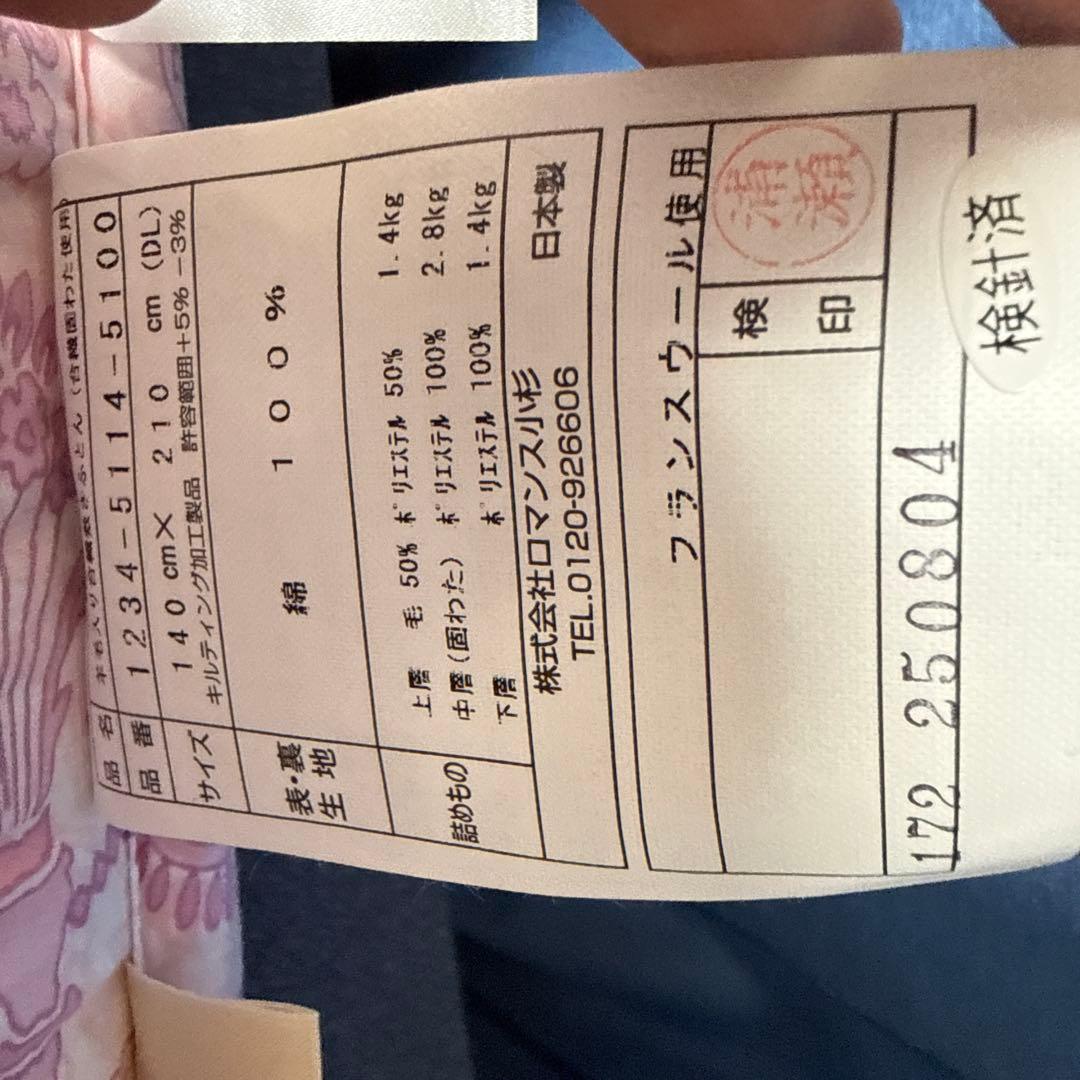 品名 羊毛入り合繊敷きふとん(合繊固わた使用)
品番 1234-5114-5100
サイズ 140cm×210cm(DL)
キルティング加工製品 許容範囲+5%-3%
表・裏生地 綿 100%
詰めもの
上層 毛 50% ポリエステル 50% 1.4kg
中層(固わた) ポリエステル 100% 2.8kg
下層 ポリエステル 100% 1.4kg
株式会社ロマンス小杉 日本製
TEL.0120-926606
フランスウール使用
検印
172 250804
検針済